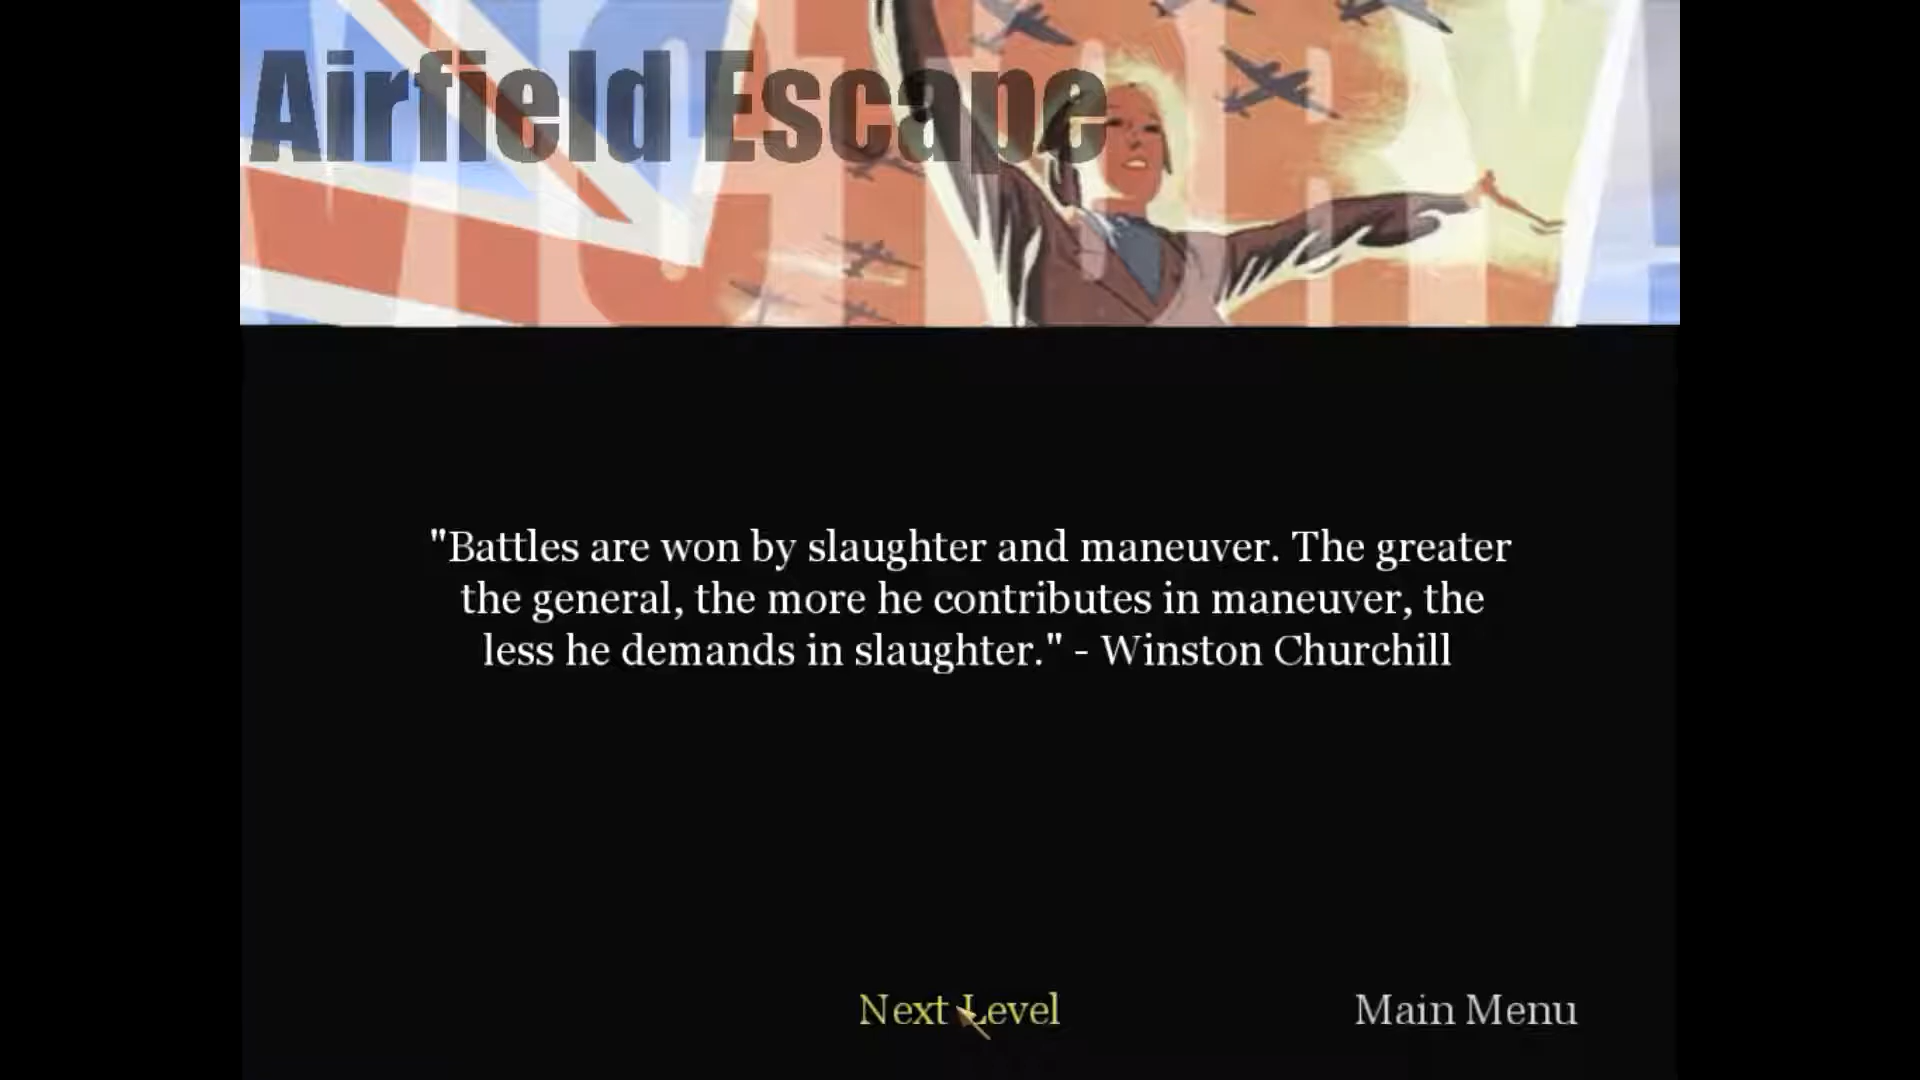 VICTORY
Airfield Escape
"Battles are won by slaughter and maneuver. The greater
the general, the more he contributes in maneuver, the
less he demands in slaughter." - Winston Churchill
Next Level
Main Menu